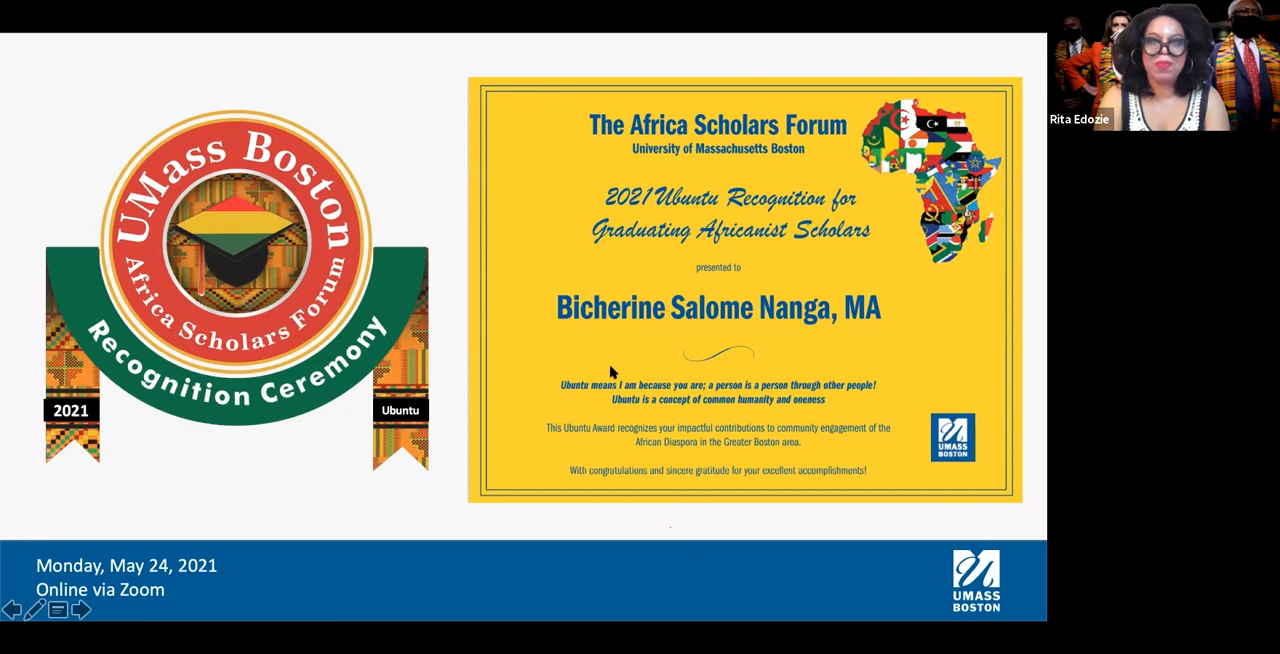 UMass Boston
Africa Scholars Forum
Recognition Ceremony
2021
Ubuntu
The Africa Scholars Forum
University of Massachusetts Boston
2021 Ubuntu Recognition for
Graduating Africanist Scholars
presented to
Bicherine Salome Nanga, MA
Ubuntu means I am because you are; a person is a person through other people!
Ubuntu is a concept of common humanity and oneness
This Ubuntu Award recognizes your impactful contributions to community engagement of the
African Diaspora in the Greater Boston area.
With congratulations and sincere gratitude for your excellent accomplishments!
UMASS
BOSTON
Monday, May 24, 2021
Online via Zoom
UMASS
BOSTON
Rita Edozie